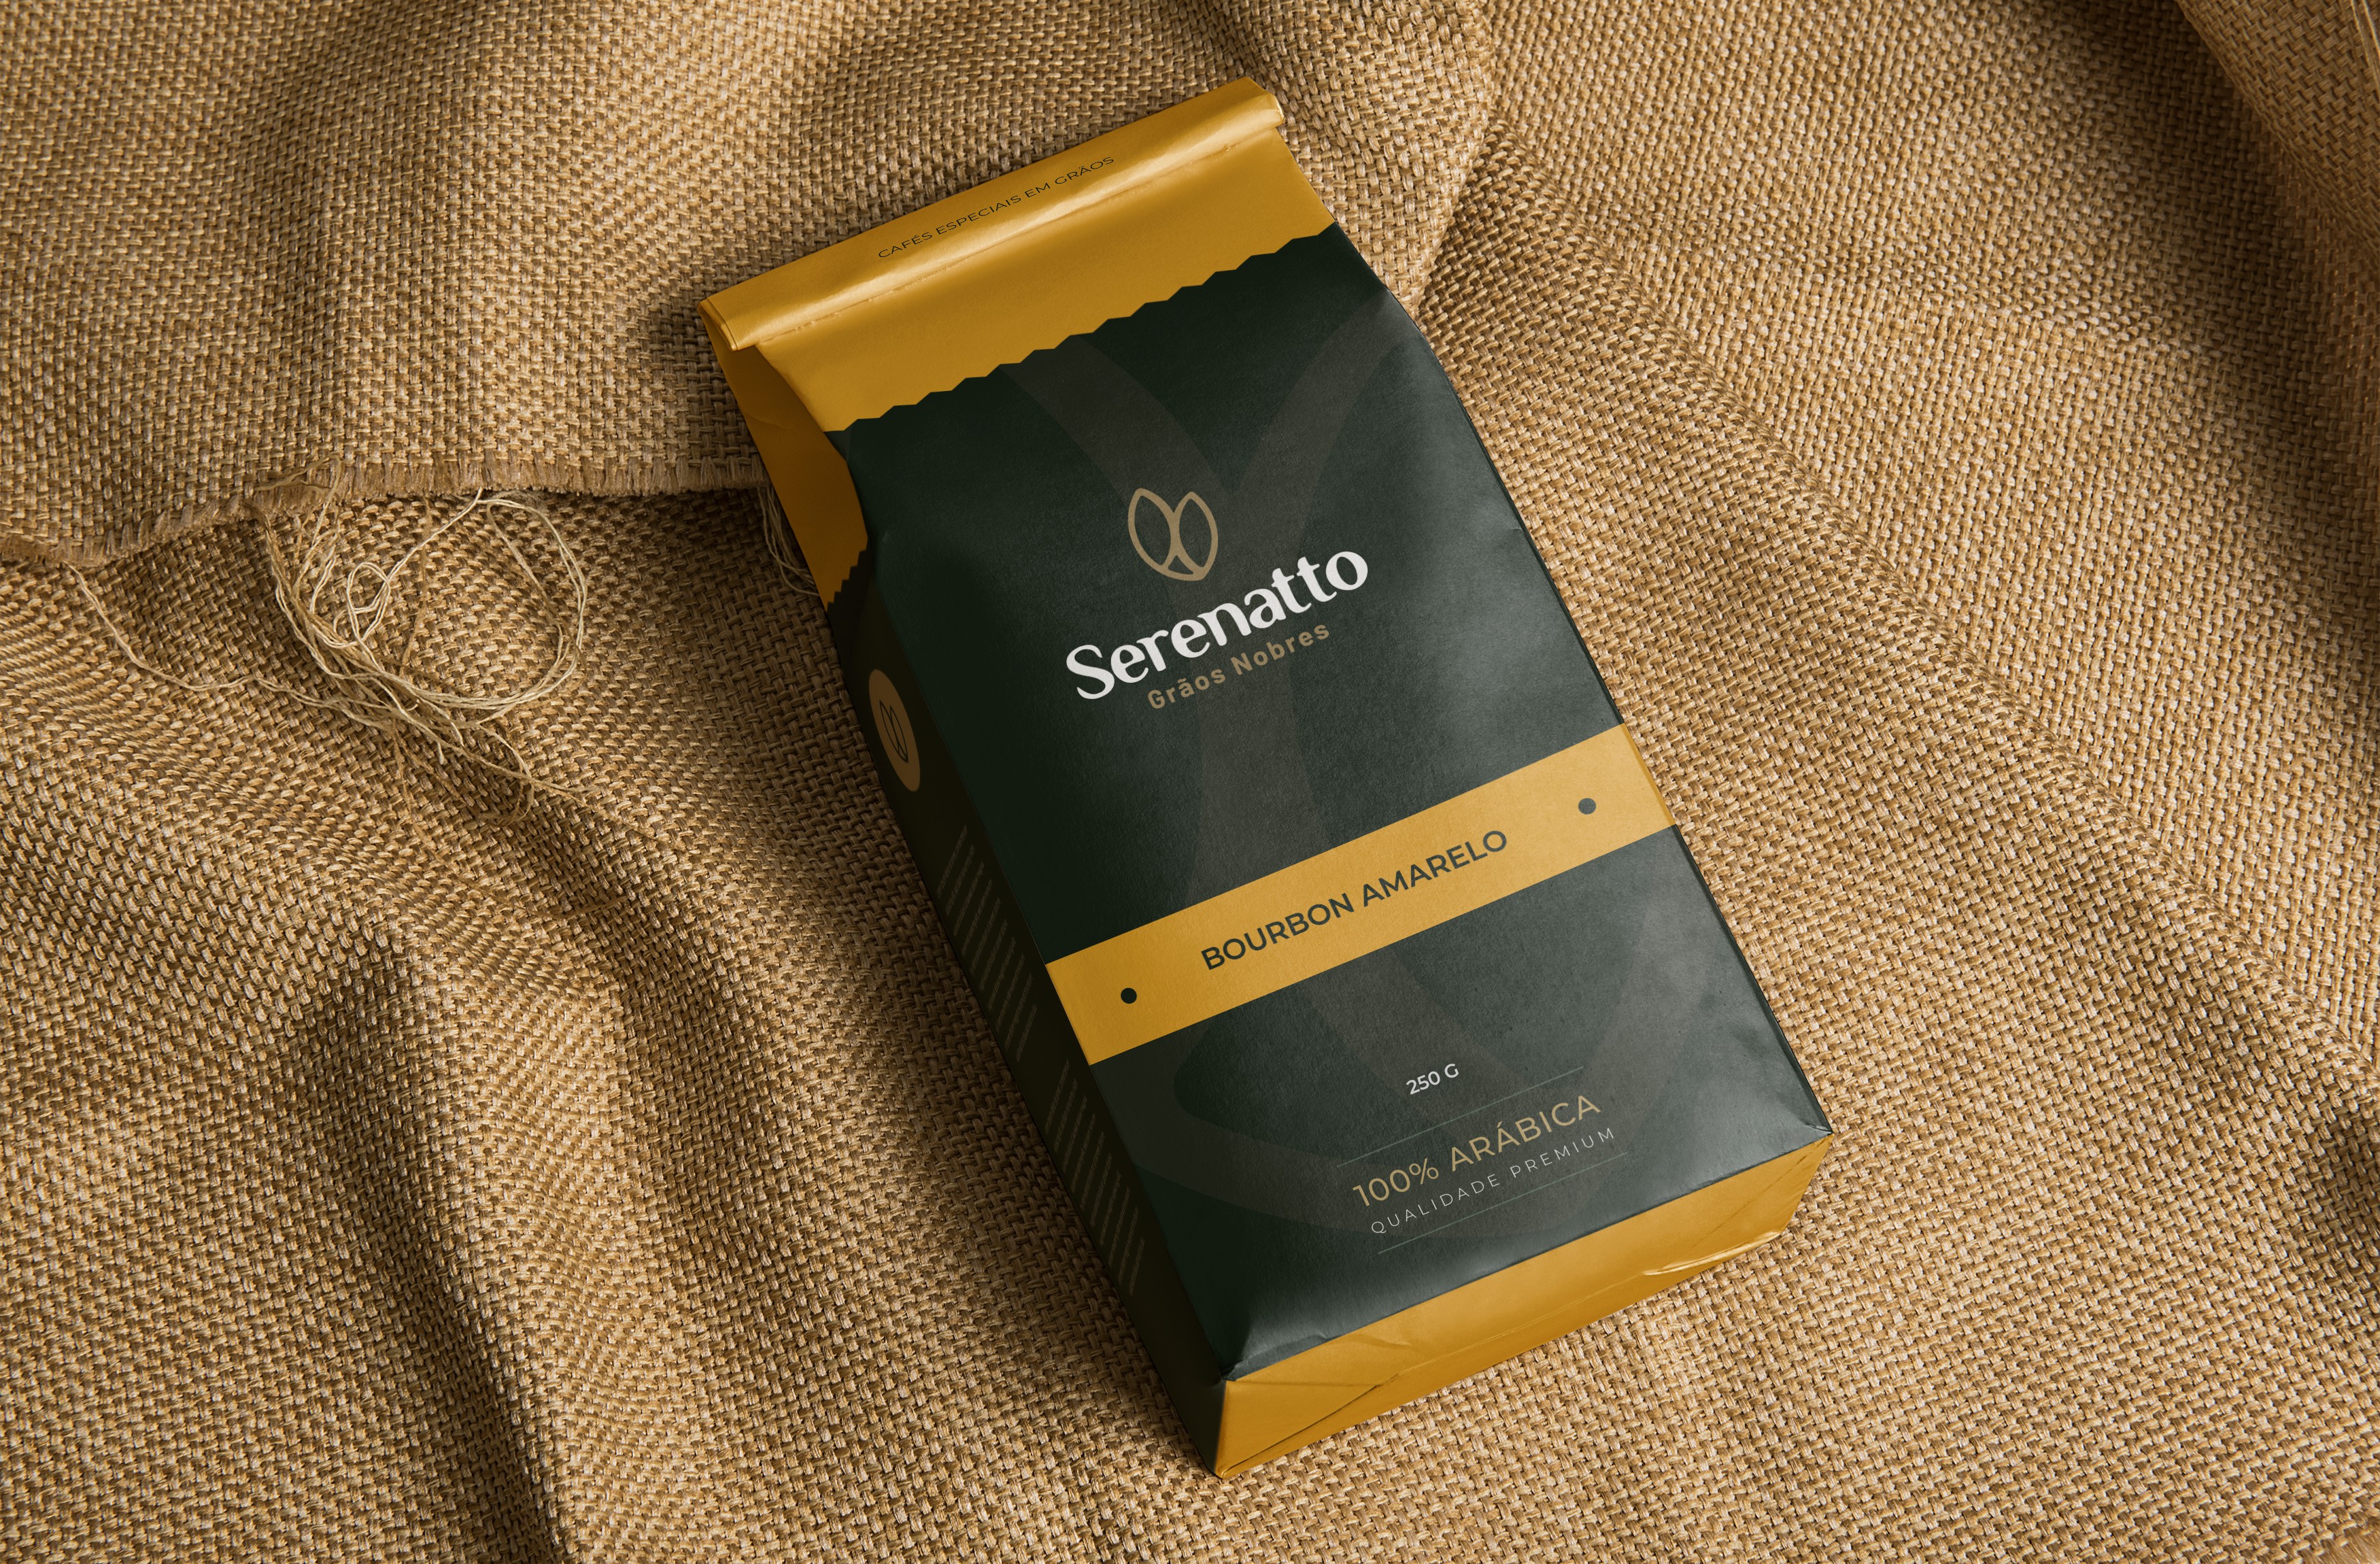 CAFÉS ESPECIAIS EM GRÃOS
Serenatto
Grãos Nobres
BOURBON AMARELO
250 G
100% ARÁBICA
QUALIDADE PREMIUM